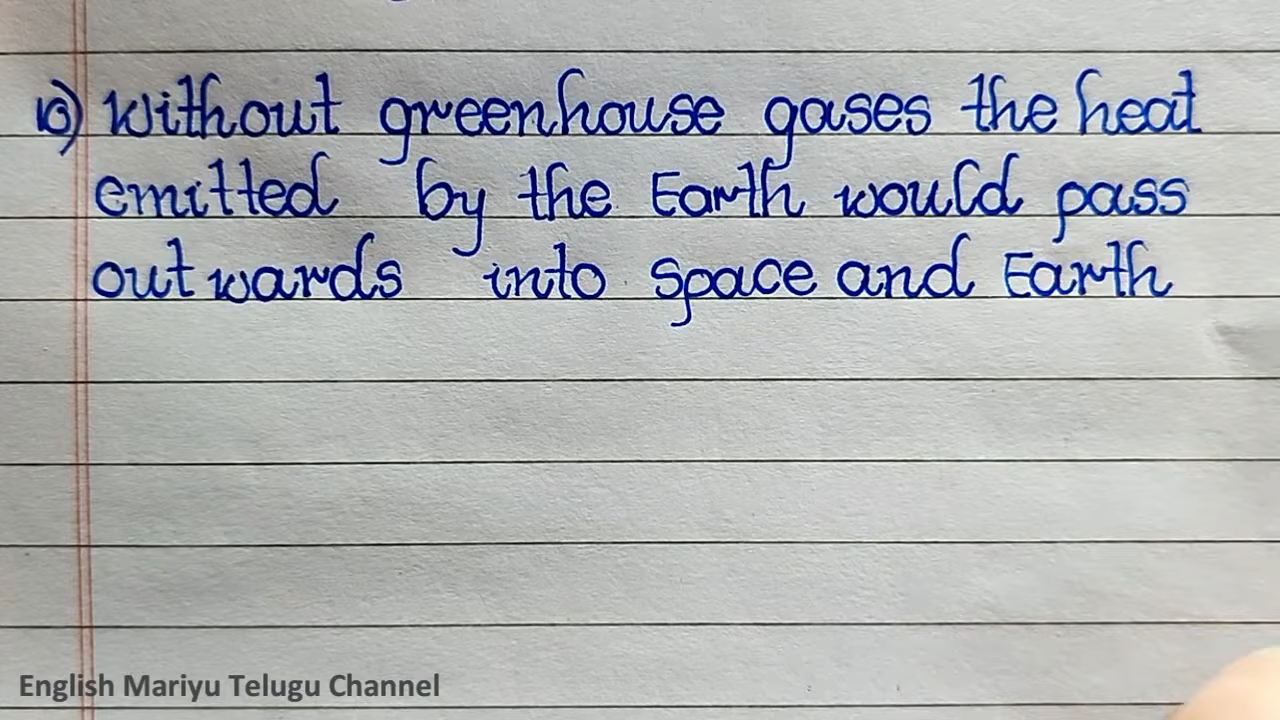 10) Without greenhouse gases the heat
emitted by the Earth would pass
outwards into space and Earth
English Mariyu Telugu Channel